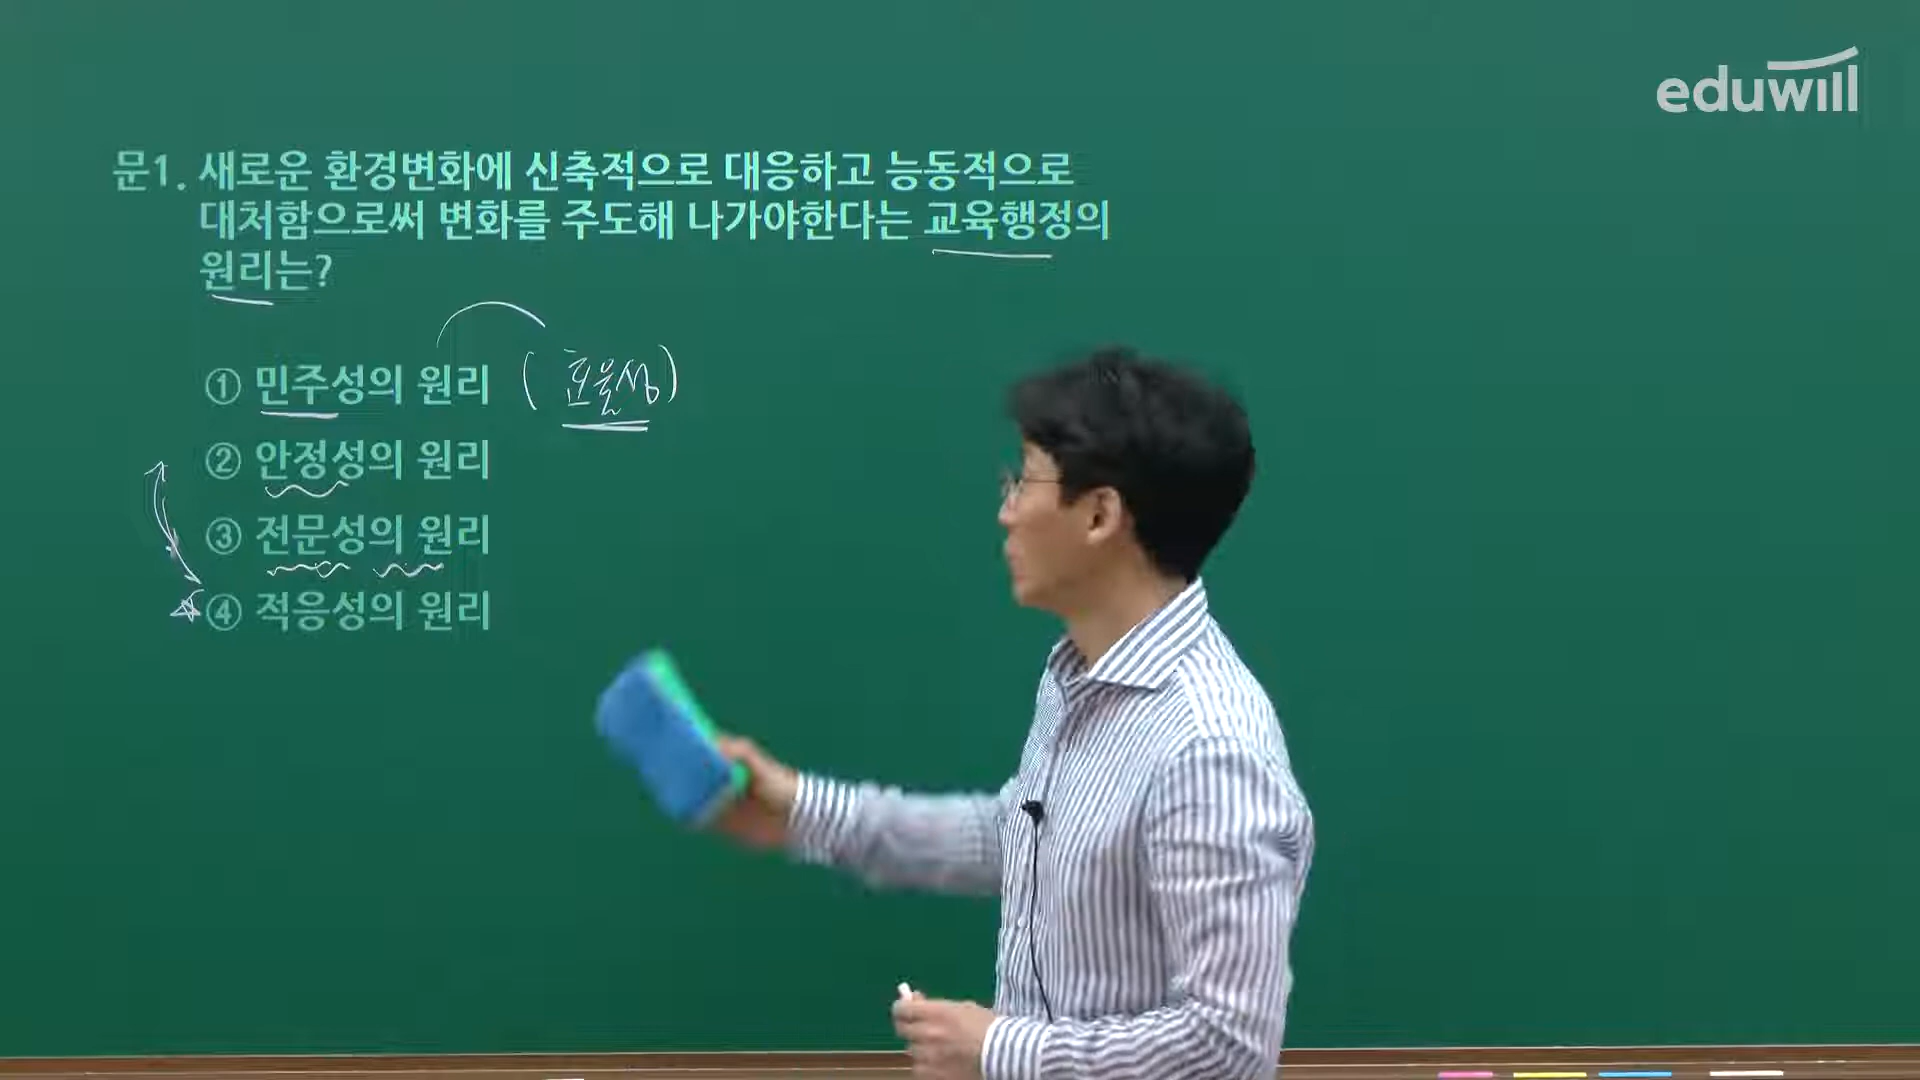 eduwill
문1. 새로운 환경변화에 신축적으로 대응하고 능동적으로
대처함으로써 변화를 주도해 나가야한다는 교육행정의
원리는?
① 민주성의 원리 (효율성)
② 안정성의 원리
③ 전문성의 원리
④ 적응성의 원리